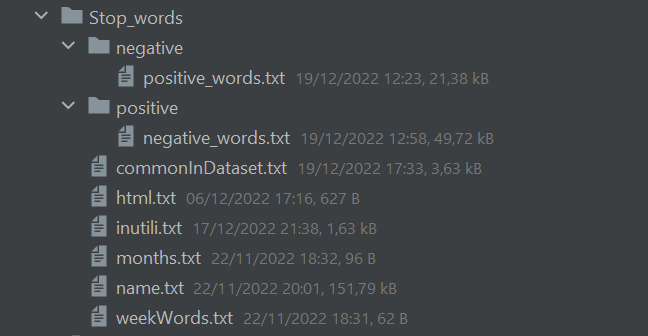 Stop_words
negative
positive_words.txt 19/12/2022 12:23, 21,38 kB
positive
negative_words.txt 19/12/2022 12:58, 49,72 kB
commonInDataset.txt 19/12/2022 17:33, 3,63 kB
html.txt 06/12/2022 17:16, 627 B
inutili.txt 17/12/2022 21:38, 1,63 kB
months.txt 22/11/2022 18:32, 96 B
name.txt 22/11/2022 20:01, 151,79 kB
weekWords.txt 22/11/2022 18:31, 62 B